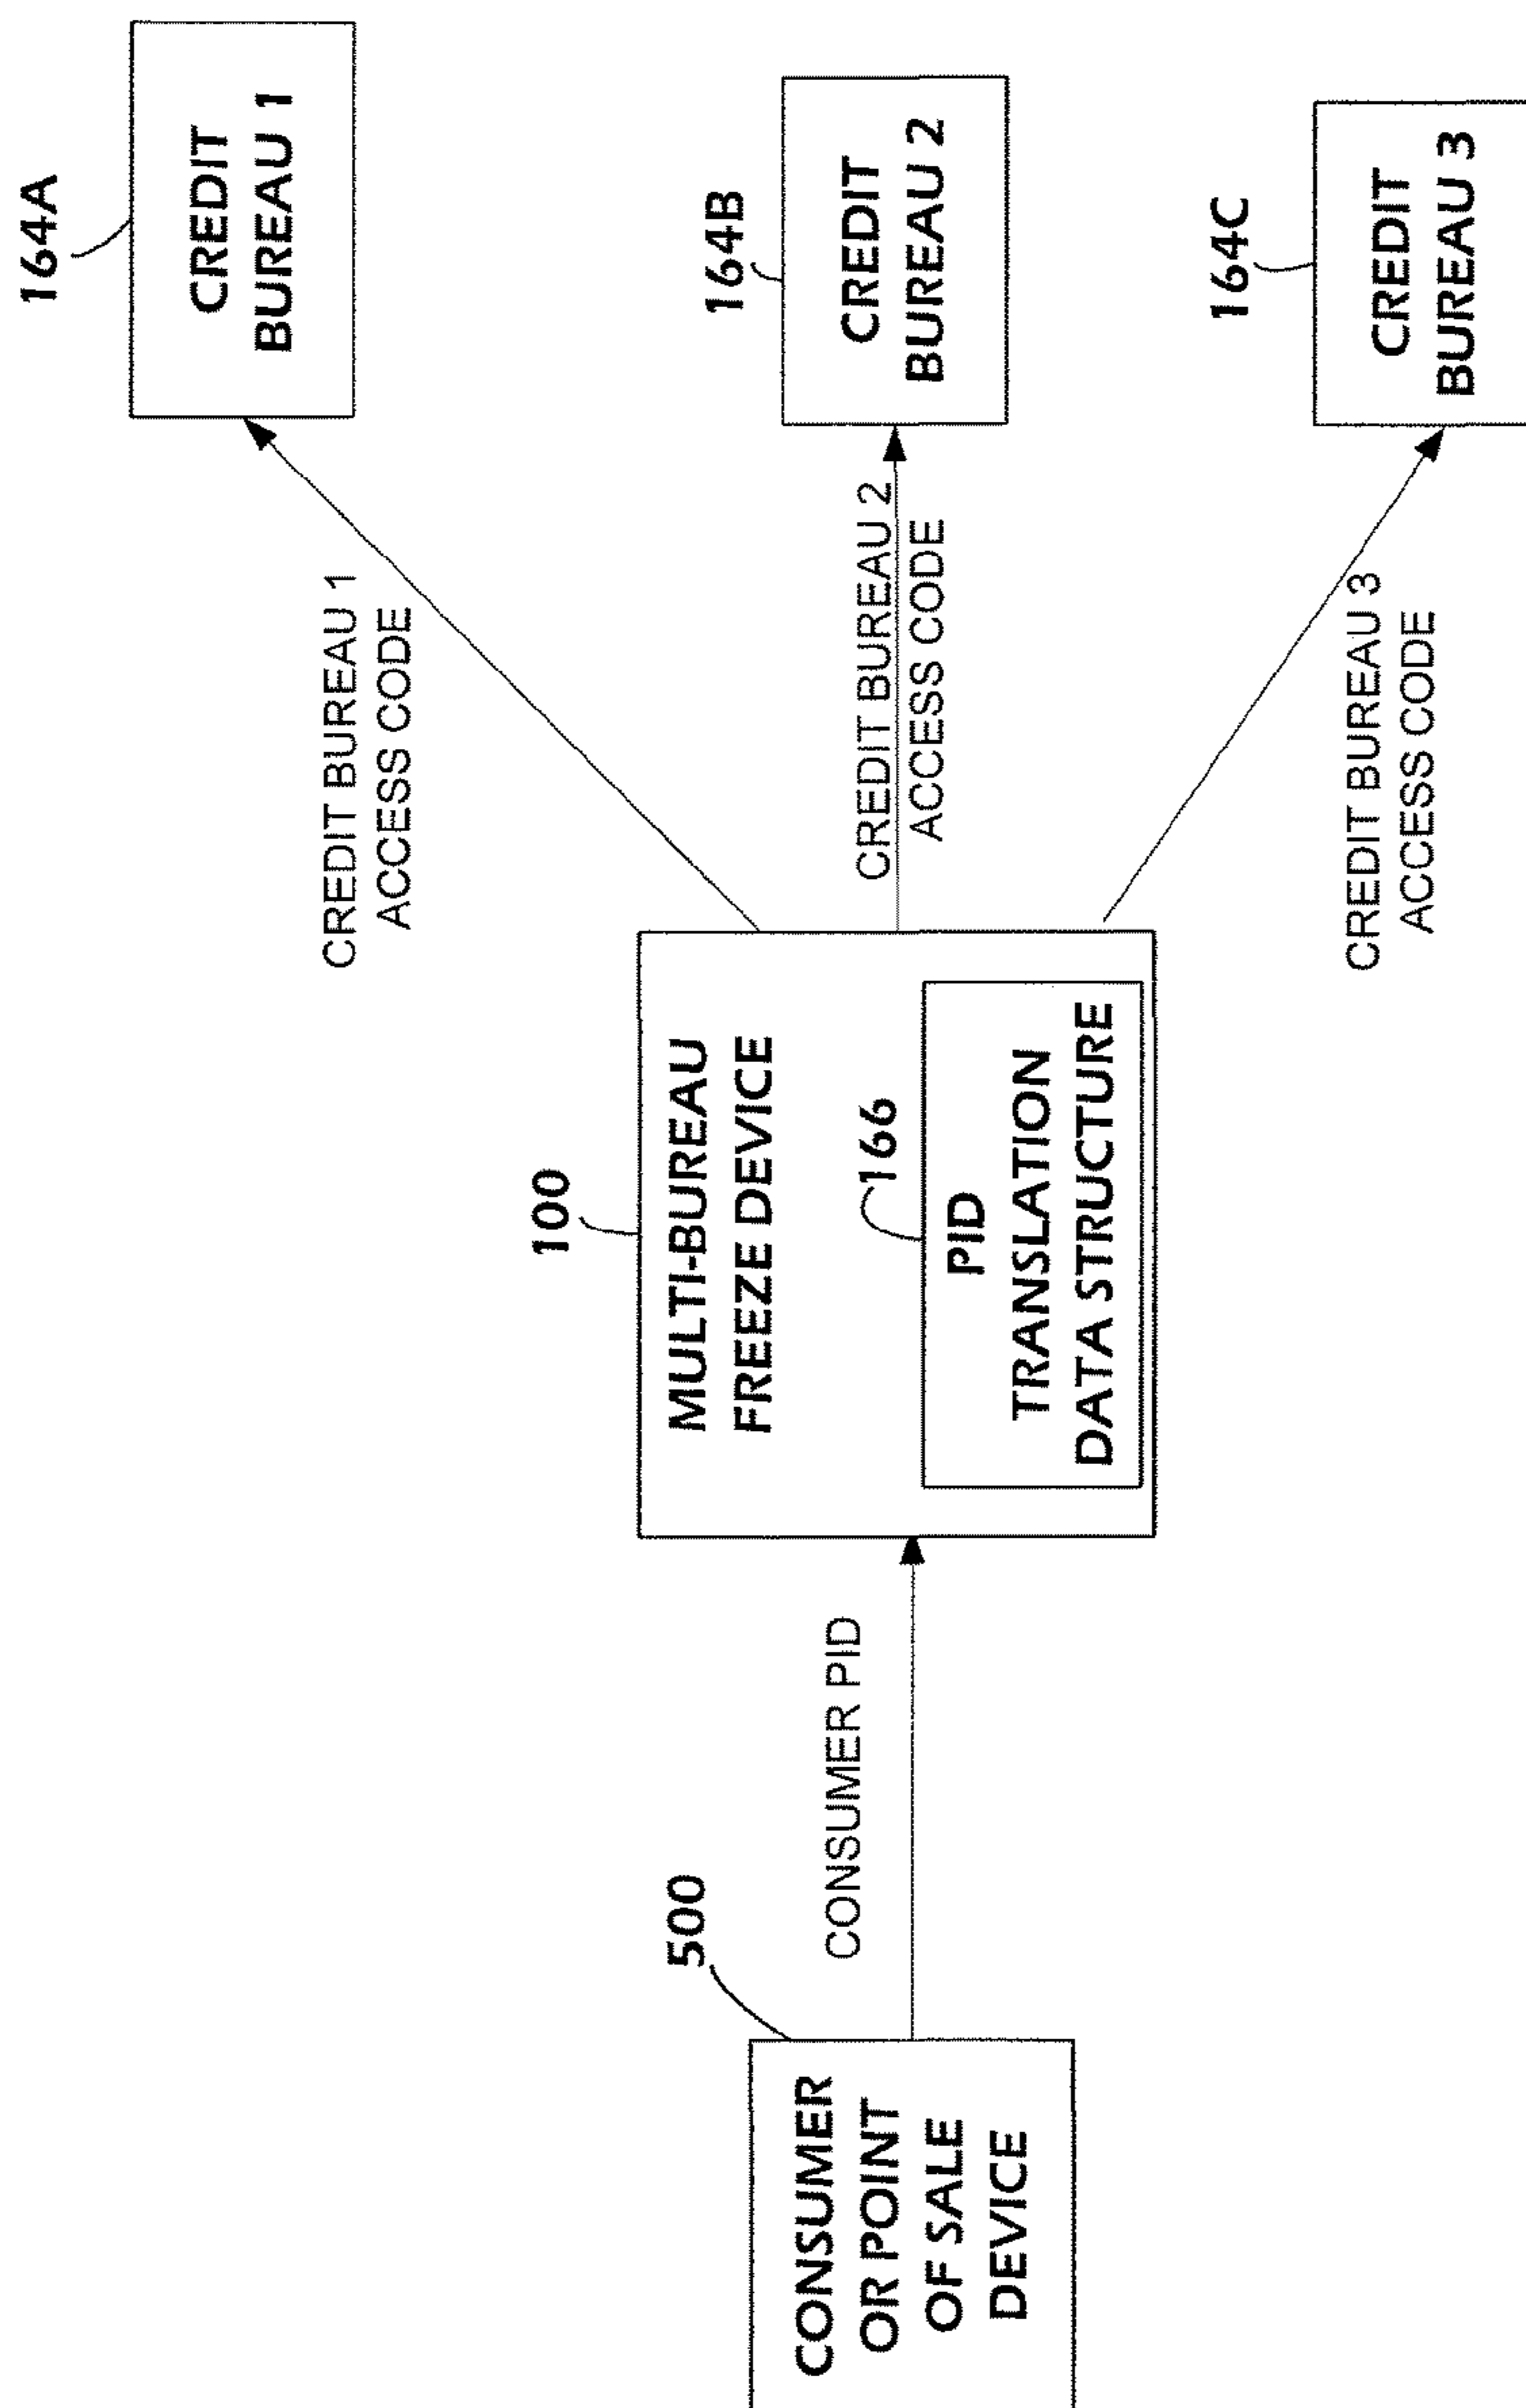 500
CONSUMER
OR POINT
OF SALE
DEVICE
CONSUMER PID
100
MULTI-BUREAU
FREEZE DEVICE
166
PID
TRANSLATION
DATA STRUCTURE
CREDIT BUREAU 1
ACCESS CODE
CREDIT BUREAU 2
ACCESS CODE
CREDIT BUREAU 3
ACCESS CODE
164A
CREDIT
BUREAU 1
164B
CREDIT
BUREAU 2
164C
CREDIT
BUREAU 3